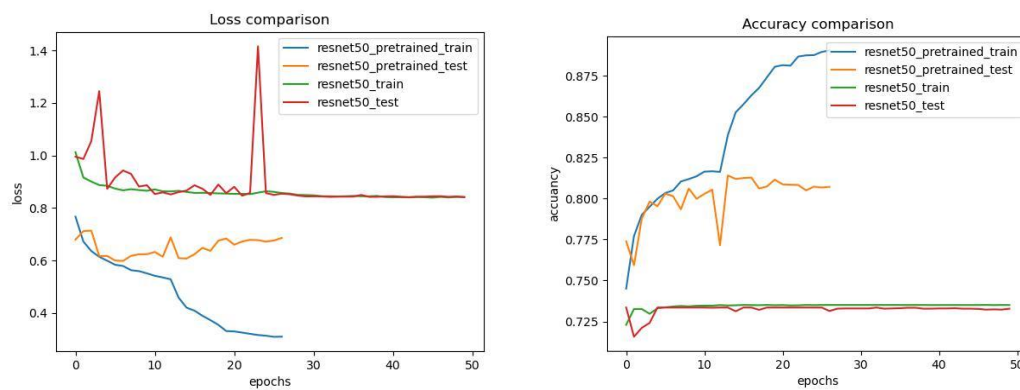 Loss comparison
1.4
1.2
1.0
0.8
0.6
0.4
loss
0
10
20
30
40
50
epochs
resnet50_pretrained_train
resnet50_pretrained_test
resnet50_train
resnet50_test
Accuracy comparison
0.875
0.850
0.825
0.800
0.775
0.750
0.725
accuancy
0
10
20
30
40
50
epochs
resnet50_pretrained_train
resnet50_pretrained_test
resnet50_train
resnet50_test